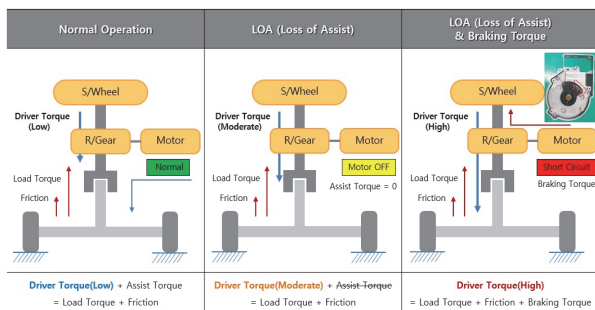 Normal Operation
LOA (Loss of Assist)
LOA (Loss of Assist)
& Braking Torque
S/Wheel
Driver Torque
(Low)
R/Gear
Motor
Normal
Load Torque
Friction
S/Wheel
Driver Torque
(Moderate)
R/Gear
Motor
Motor OFF
Assist Torque = 0
Load Torque
Friction
S/Wheel
Driver Torque
(High)
R/Gear
Motor
Short Circuit
Braking Torque
Load Torque
Friction
Driver Torque(Low) + Assist Torque
= Load Torque + Friction
Driver Torque(Moderate) + Assist Torque
= Load Torque + Friction
Driver Torque(High)
= Load Torque + Friction + Braking Torque